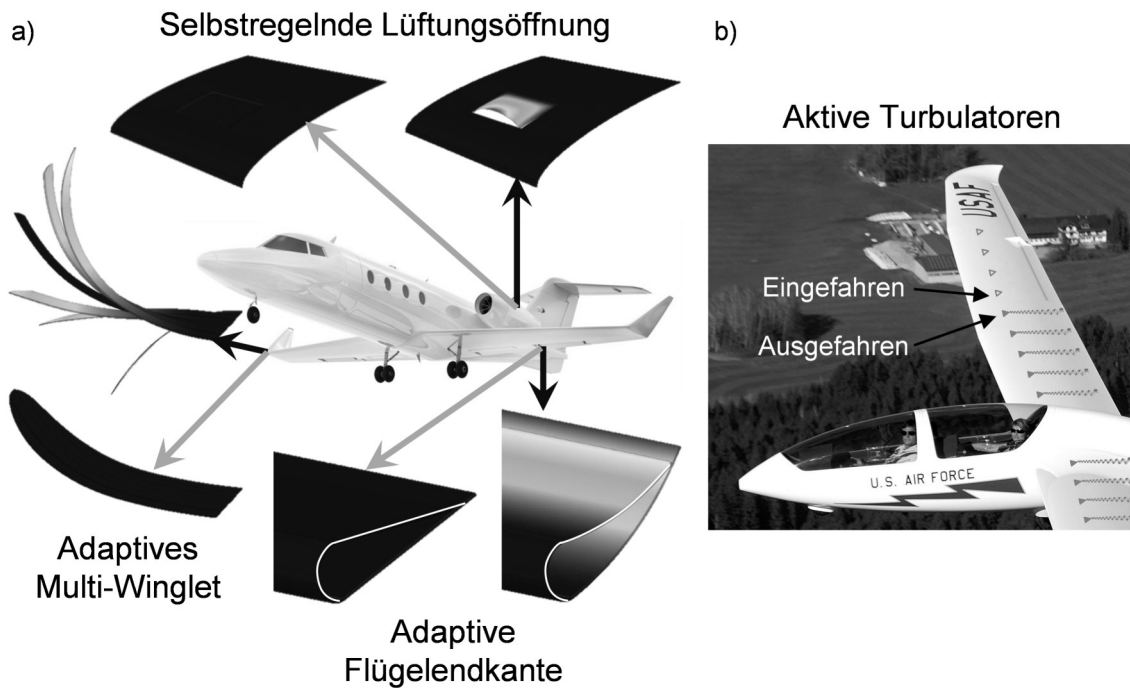 a)
Selbstregelnde Lüftungsöffnung
Adaptives
Multi-Winglet
Adaptive
Flügelendkante
b)
Aktive Turbulatoren
USAF
Eingefahren
Ausgefahren
U.S. AIR FORCE